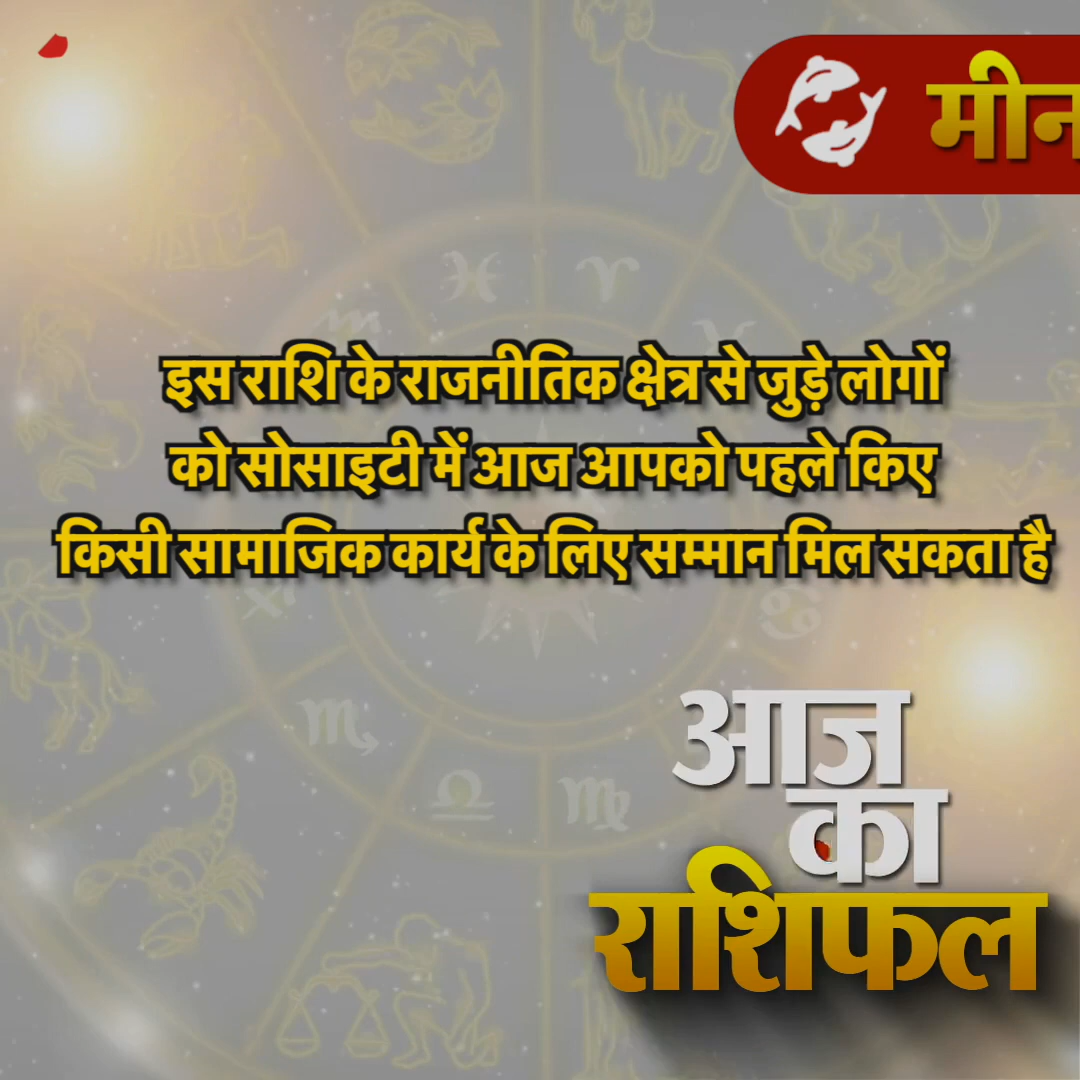 मीन
इस राशि के राजनीतिक क्षेत्र से जुड़े लोगों
को सोसाइटी में आज आपको पहले किए
किसी सामाजिक कार्य के लिए सम्मान मिल सकता है
आज
का
राशिफल